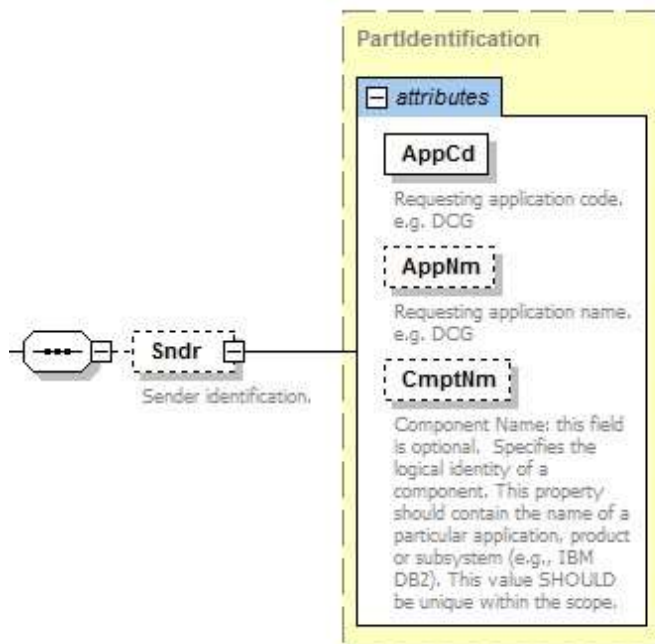 PartIdentification
attributes
AppCd
Requesting application code.
e.g. DCG
AppNm
Requesting application name.
e.g. DCG
Sndr
Sender identification.
CmptNm
Component Name: this field
is optional.  Specifies the
logical identity of a
component. This property
should contain the name of a
particular application, product
or subsystem (e.g., IBM
DB2). This value SHOULD
be unique within the scope.